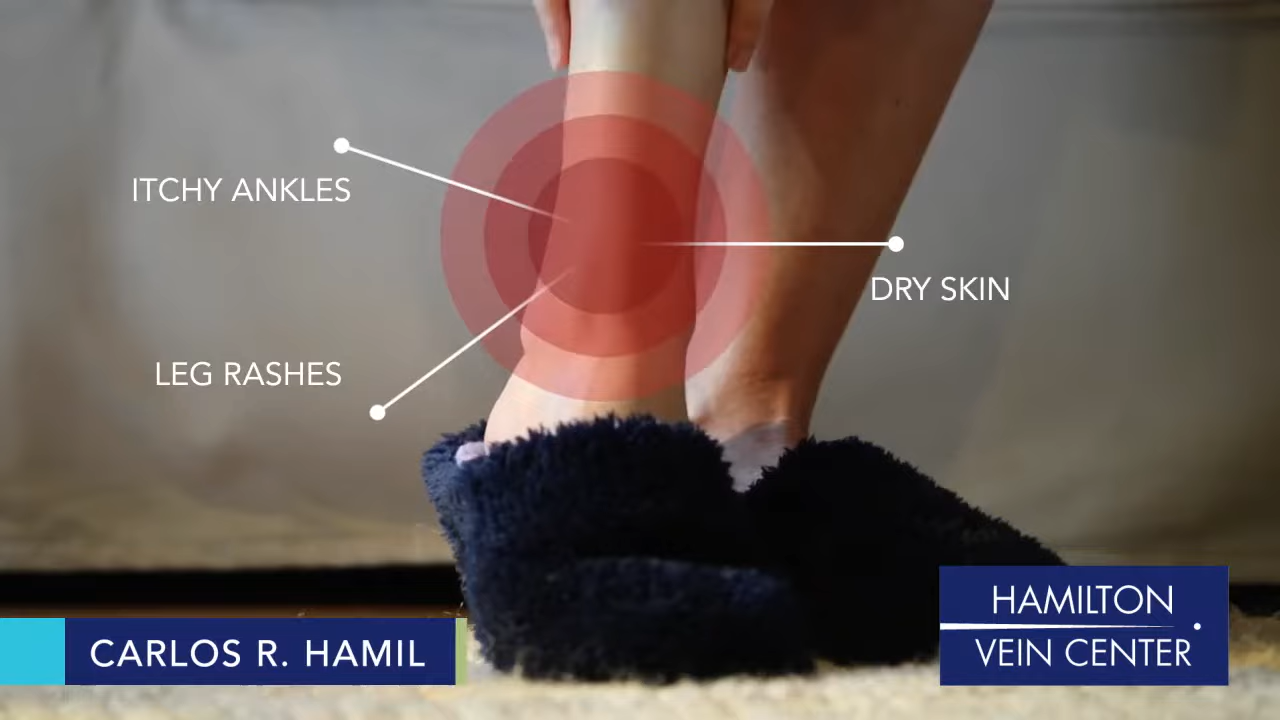 ITCHY ANKLES
DRY SKIN
LEG RASHES
CARLOS R. HAMIL
HAMILTON
VEIN CENTER